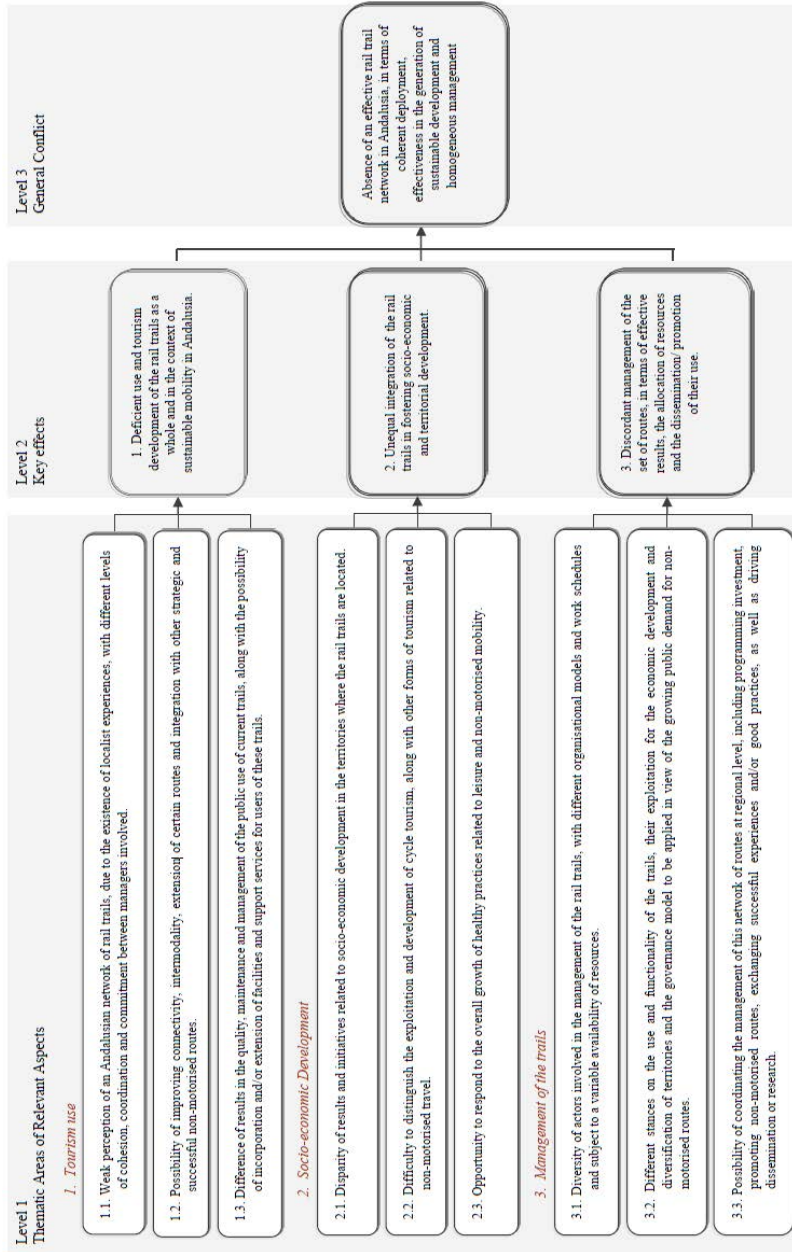 Level 1
Thematic Areas of Relevant Aspects
1. Tourism use
1.1. Weak perception of an Andalusian network of rail trails, due to the existence of localist experiences, with different levels
of cohesion, coordination and commitment between managers involved.
1.2. Possibility of improving connectivity, intermodality, extension of certain routes and integration with other strategic and
successful non-motorised routes.
1.3. Difference of results in the quality, maintenance and management of the public use of current trails, along with the possibility
of incorporation and/or extension of facilities and support services for users of these trails.
2. Socio-economic Development
2.1. Disparity of results and initiatives related to socio-economic development in the territories where the rail trails are located.
2.2. Difficulty to distinguish the exploitation and development of cycle tourism, along with other forms of tourism related to
non-motorised travel.
2.3. Opportunity to respond to the overall growth of healthy practices related to leisure and non-motorised mobility.
3. Management of the trails
3.1. Diversity of actors involved in the management of the rail trails, with different organisational models and work schedules
and subject to a variable availability of resources.
3.2. Different stances on the use and functionality of the trails, their exploitation for the economic development and
diversification of territories and the governance model to be applied in view of the growing public demand for non-
motorised routes.
3.3. Possibility of coordinating the management of this network of routes at regional level, including programming investment,
promoting non-motorised routes, exchanging successful experiences and/or good practices, as well as driving
dissemination or research.
Level 2
Key effects
1. Deficient use and tourism
development of the rail trails as a
whole and in the context of
sustainable mobility in Andalusia.
2. Unequal integration of the rail
trails in fostering socio-economic
and territorial development.
3. Discordant management of the
set of routes, in terms of effective
results, the allocation of resources
and the dissemination/ promotion
of their use.
Level 3
General Conflict
Absence of an effective rail trail
network in Andalusia, in terms of
coherent deployment,
effectiveness in the generation of
sustainable development and
homogeneous management